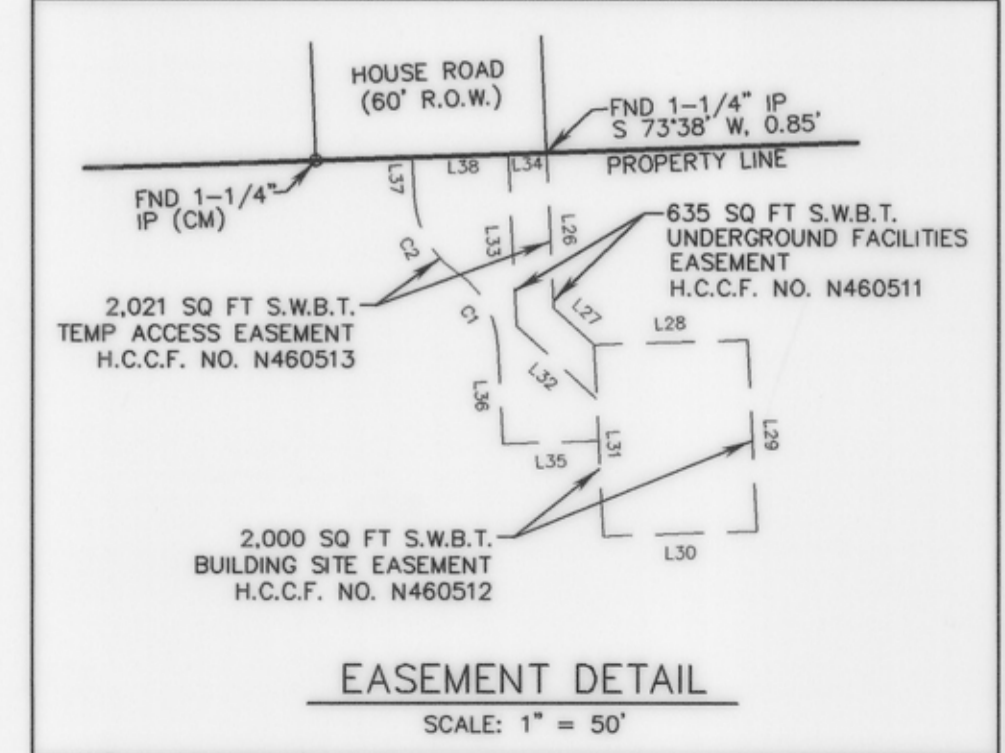 HOUSE ROAD
(60' R.O.W.)
FND 1-1/4" IP
S 73°38' W, 0.85'
PROPERTY LINE
L37
L38
L34
FND 1-1/4"
IP (CM)
C2
L33
L26
635 SQ FT S.W.B.T.
UNDERGROUND FACILITIES
EASEMENT
H.C.C.F. NO. N460511
2,021 SQ FT S.W.B.T.
TEMP ACCESS EASEMENT
H.C.C.F. NO. N460513
C1
L27
L28
L32
L36
L29
L31
L35
2,000 SQ FT S.W.B.T.
BUILDING SITE EASEMENT
H.C.C.F. NO. N460512
L30
EASEMENT DETAIL
SCALE: 1" = 50'